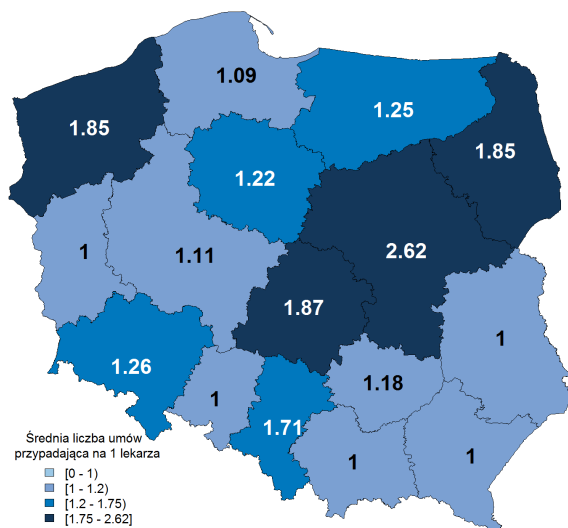 1.09
1.85
1.25
1.85
1.22
2.62
1
1.11
1.87
1
1.26
1.18
1
1.71
1
1
Średnia liczba umów
przypadająca na 1 lekarza
[0 - 1)
[1 - 1.2)
[1.2 - 1.75)
[1.75 - 2.62]